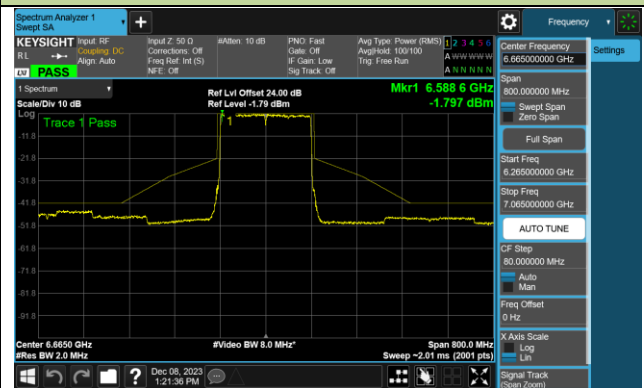 Spectrum Analyzer 1
Swept SA
+
Frequency
KEYSIGHT
Input: RF
Input Z: 50 Ω
#Atten: 10 dB
PNO: Fast
Avg Type: Power (RMS)
1 2 3 4 5 6
RL
Coupling: DC
Corrections: Off
Gate: Off
Avg|Hold: 100/100
Align: Auto
Freq Ref: Int (S)
IF Gain: Low
Trig: Free Run
A W W W W W
NFE: Off
Sig Track: Off
A N N N N N
LXI
PASS
1 Spectrum
Ref Lvl Offset 24.00 dB
Mkr1 6.588 6 GHz
Scale/Div 10 dB
Ref Level -1.79 dBm
-1.797 dBm
Log
Trace 1 Pass
1
-11.8
-21.8
-31.8
-41.8
-51.8
-61.8
-71.8
-81.8
-91.8
Center 6.6650 GHz
#Video BW 8.0 MHz*
Span 800.0 MHz
#Res BW 2.0 MHz
Sweep ~2.01 ms (2001 pts)
?
Dec 08, 2023
1:21:36 PM
Center Frequency
6.665000000 GHz
Settings
Span
800.000000 MHz
Swept Span
Zero Span
Full Span
Start Freq
6.265000000 GHz
Stop Freq
7.065000000 GHz
AUTO TUNE
CF Step
80.000000 MHz
Auto
Man
Freq Offset
0 Hz
X Axis Scale
Log
Lin
Signal Track
(Span Zoom)